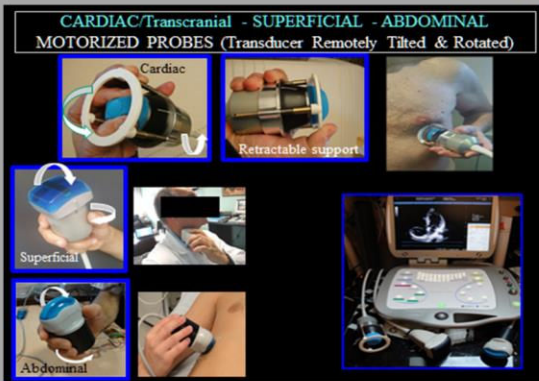 CARDIAC/Transcranial - SUPERFICIAL - ABDOMINAL
MOTORIZED PROBES (Transducer Remotely Tilted & Rotated)
Cardiac
Retractable support
Superficial
Abdominal